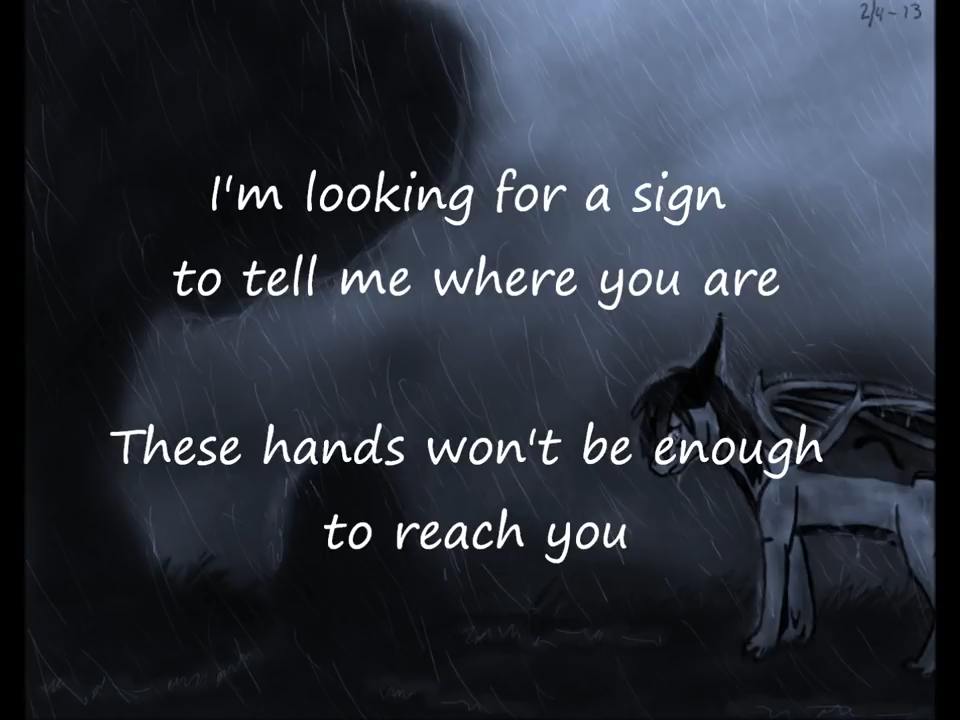 2/4-13
I'm looking for a sign
to tell me where you are
These hands won't be enough
to reach you